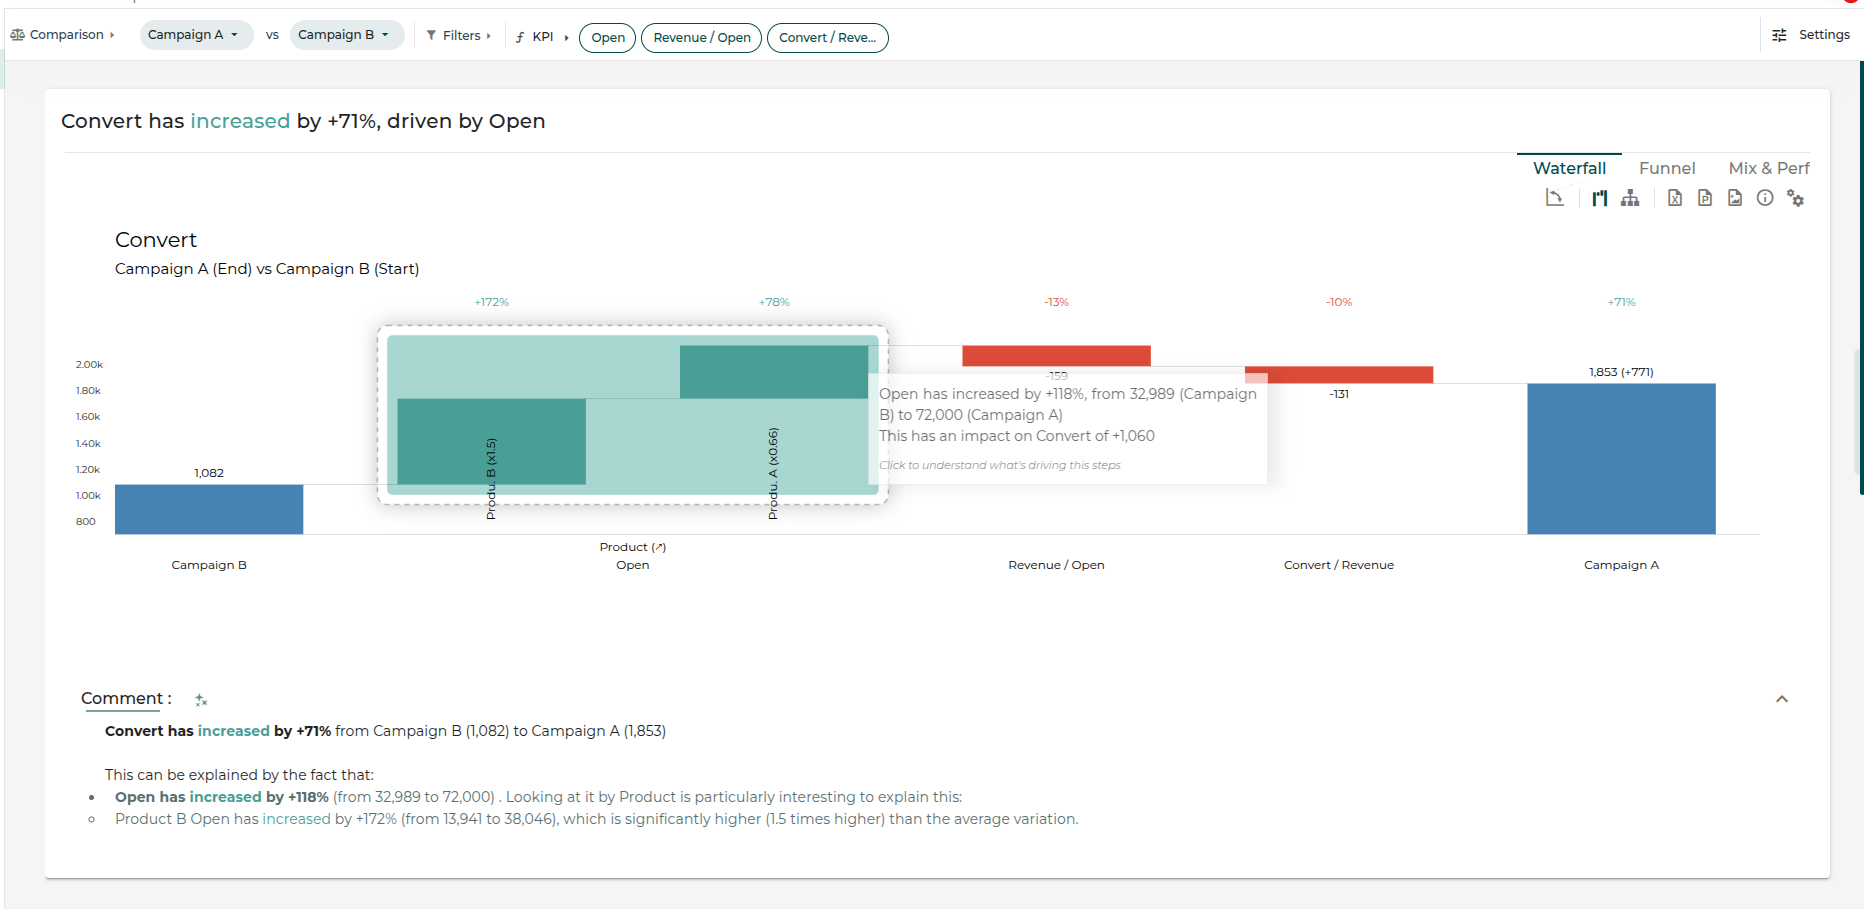 Comparison
Campaign A
vs
Campaign B
Filters
ƒ KPI
Open
Revenue / Open
Convert / Reve...
Settings
Convert has increased by +71%, driven by Open
Waterfall
Funnel
Mix & Perf
Convert
Campaign A (End) vs Campaign B (Start)
+172%
+78%
-13%
-10%
+71%
2.00k
1.80k
1.60k
1.40k
1.20k
1.00k
800
1,082
Produ. B (x1.5)
Produ. A (x0.66)
-159
-131
1,853 (+771)
Open has increased by +118%, from 32,989 (Campaign
B) to 72,000 (Campaign A)
This has an impact on Convert of +1,060
Click to understand what's driving this steps
Product (↗)
Campaign B
Open
Revenue / Open
Convert / Revenue
Campaign A
Comment :
Convert has increased by +71% from Campaign B (1,082) to Campaign A (1,853)
This can be explained by the fact that:
• Open has increased by +118% (from 32,989 to 72,000) . Looking at it by Product is particularly interesting to explain this:
○ Product B Open has increased by +172% (from 13,941 to 38,046), which is significantly higher (1.5 times higher) than the average variation.